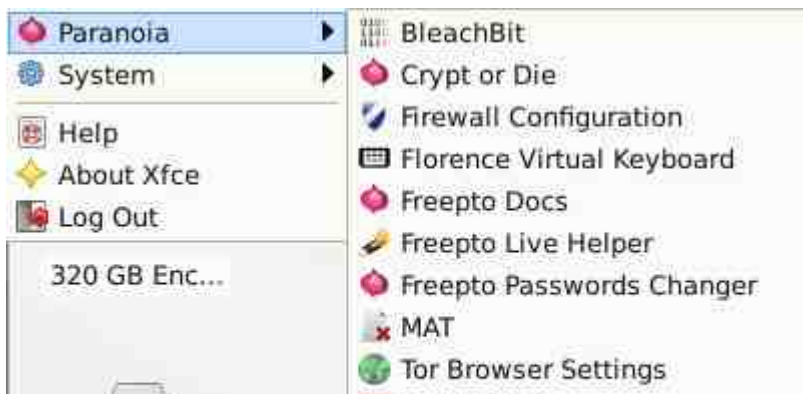 Paranoia
System
Help
About Xfce
Log Out
320 GB Enc...
BleachBit
Crypt or Die
Firewall Configuration
Florence Virtual Keyboard
Freepto Docs
Freepto Live Helper
Freepto Passwords Changer
MAT
Tor Browser Settings